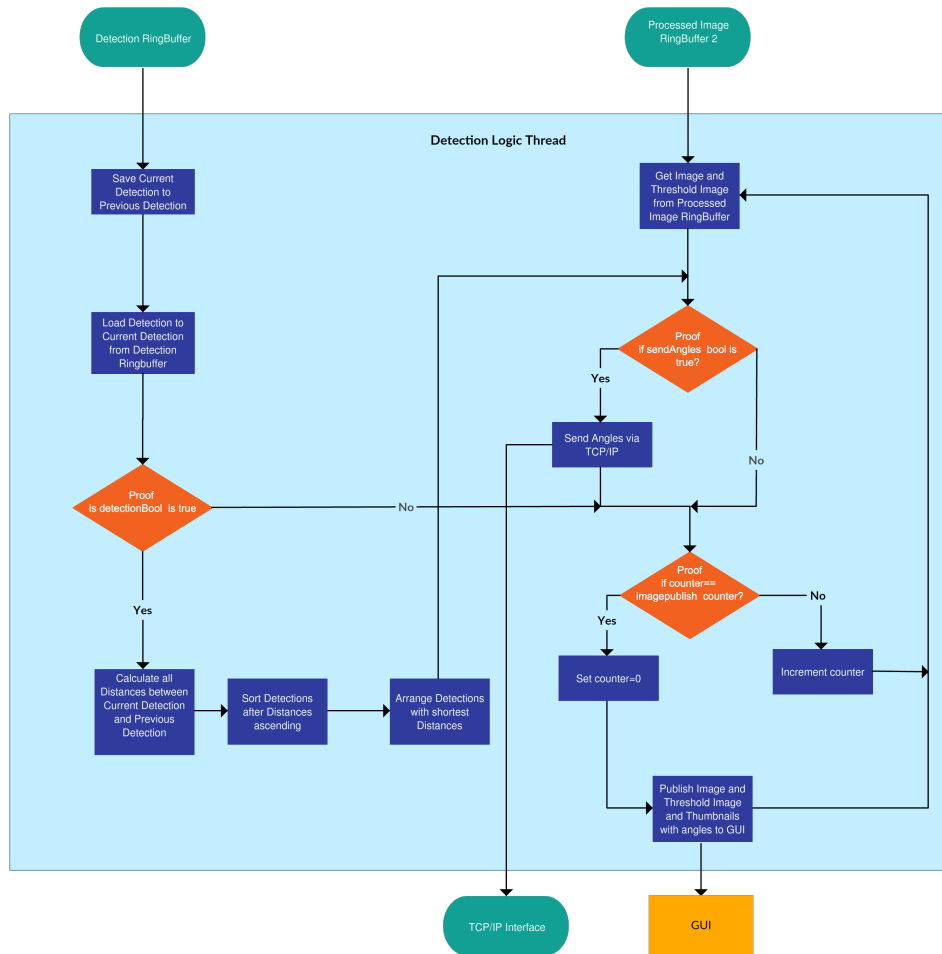 Detection RingBuffer
Processed Image
RingBuffer 2
Detection Logic Thread
Save Current
Detection to
Previous Detection
Get Image and
Threshold Image
from Processed
Image RingBuffer
Load Detection to
Current Detection
from Detection
Ringbuffer
Proof
if sendAngles bool is
true?
Yes
No
Send Angles via
TCP/IP
Proof
is detectionBool is true
No
Yes
Proof
if counter==
imagepublish counter?
Yes
No
Set counter=0
Increment counter
Calculate all
Distances between
Current Detection
and Previous
Detection
Sort Detections
after Distances
ascending
Arrange Detections
with shortest
Distances
Publish Image and
Threshold Image
and Thumbnails
with angles to GUI
TCP/IP Interface
GUI